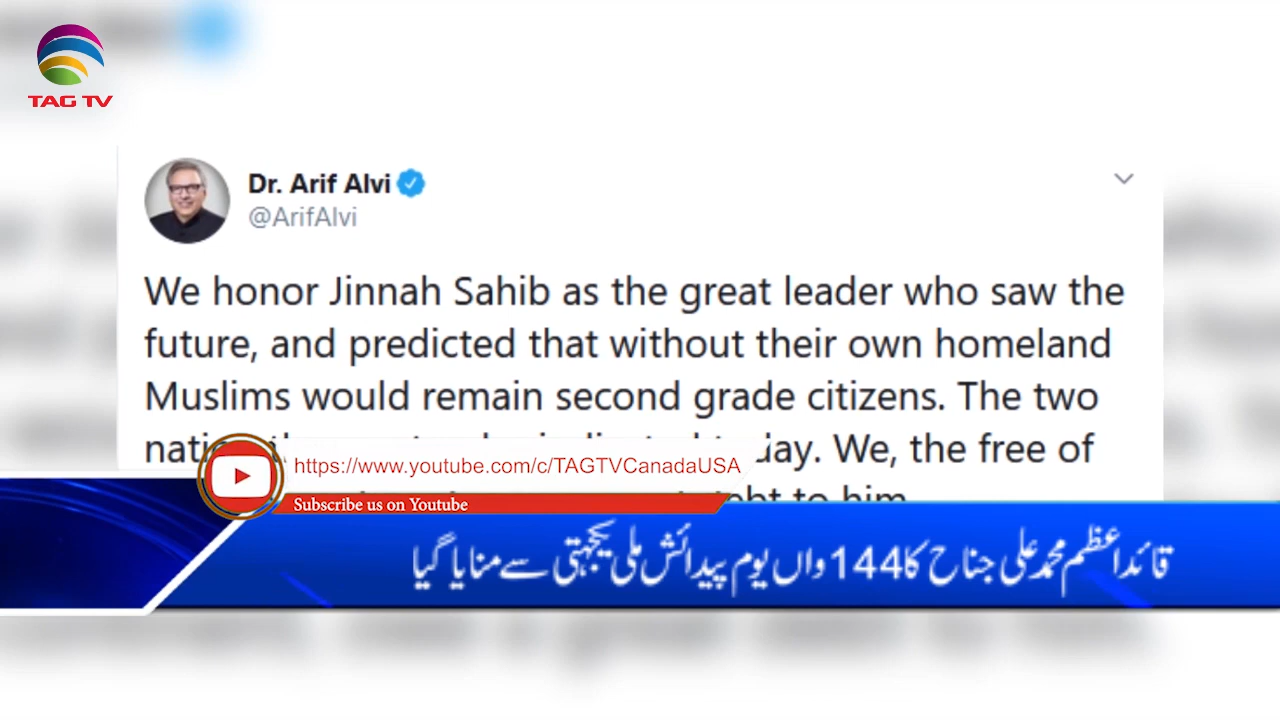 TAG TV
Dr. Arif Alvi
@ArifAlvi
We honor Jinnah Sahib as the great leader who saw the
future, and predicted that without their own homeland
Muslims would remain second grade citizens. The two
We, the free of
to him
https://www.youtube.com/c/TAGTVCanadaUSA
Subscribe us on Youtube
قائداعظم محمد علی جناح کا 144 واں یوم پیدائش ملی یکجہتی سے منایا گیا